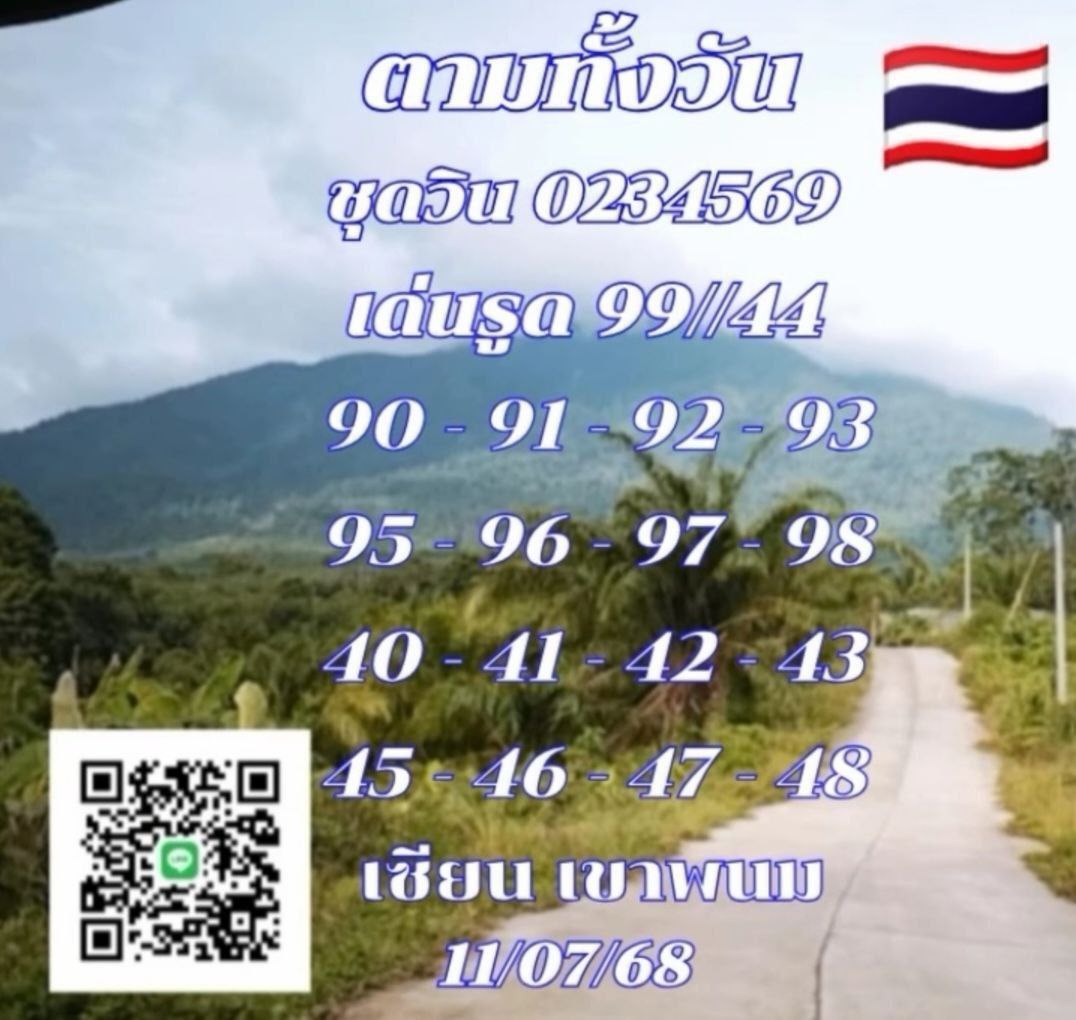 ตามทั้งวัน
ชุดวิน 0234569
เด่นรูด 99//44
90 - 91 - 92 - 93
95 - 96 - 97 - 98
40 - 41 - 42 - 43
45 - 46 - 47 - 48
เซียน เขาพนม
11/07/68